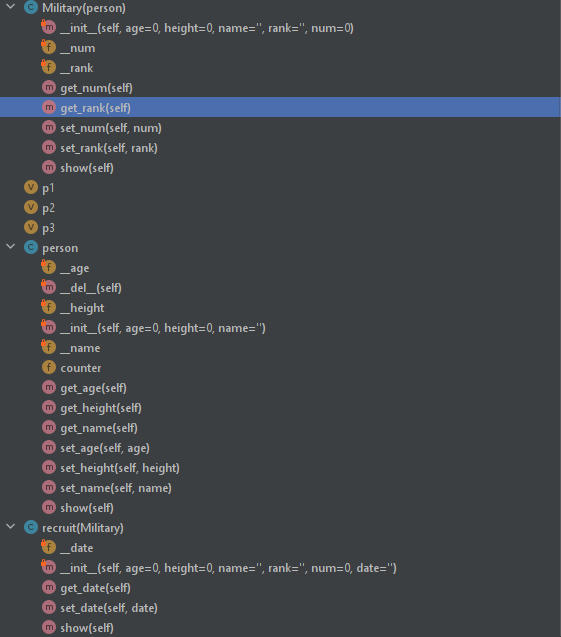 Military(person)
__init__(self, age=0, height=0, name='', rank='', num=0)
__num
__rank
get_num(self)
get_rank(self)
set_num(self, num)
set_rank(self, rank)
show(self)
p1
p2
p3
person
__age
__del__(self)
__height
__init__(self, age=0, height=0, name='')
__name
counter
get_age(self)
get_height(self)
get_name(self)
set_age(self, age)
set_height(self, height)
set_name(self, name)
show(self)
recruit(Military)
__date
__init__(self, age=0, height=0, name='', rank='', num=0, date='')
get_date(self)
set_date(self, date)
show(self)